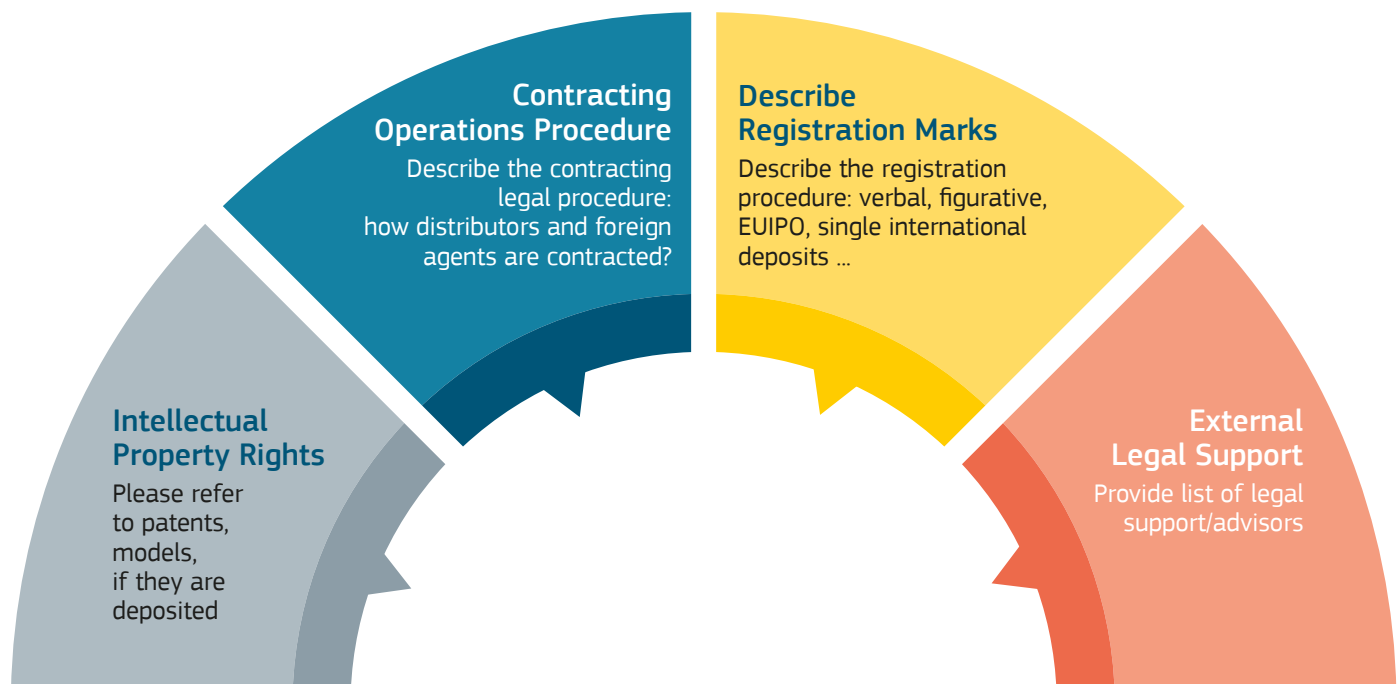 Intellectual
Property Rights
Please refer
to patents,
models,
if they are
deposited
Contracting
Operations Procedure
Describe the contracting
legal procedure:
how distributors and foreign
agents are contracted?
Describe
Registration Marks
Describe the registration
procedure: verbal, figurative,
EUIPO, single international
deposits ...
External
Legal Support
Provide list of legal
support/advisors